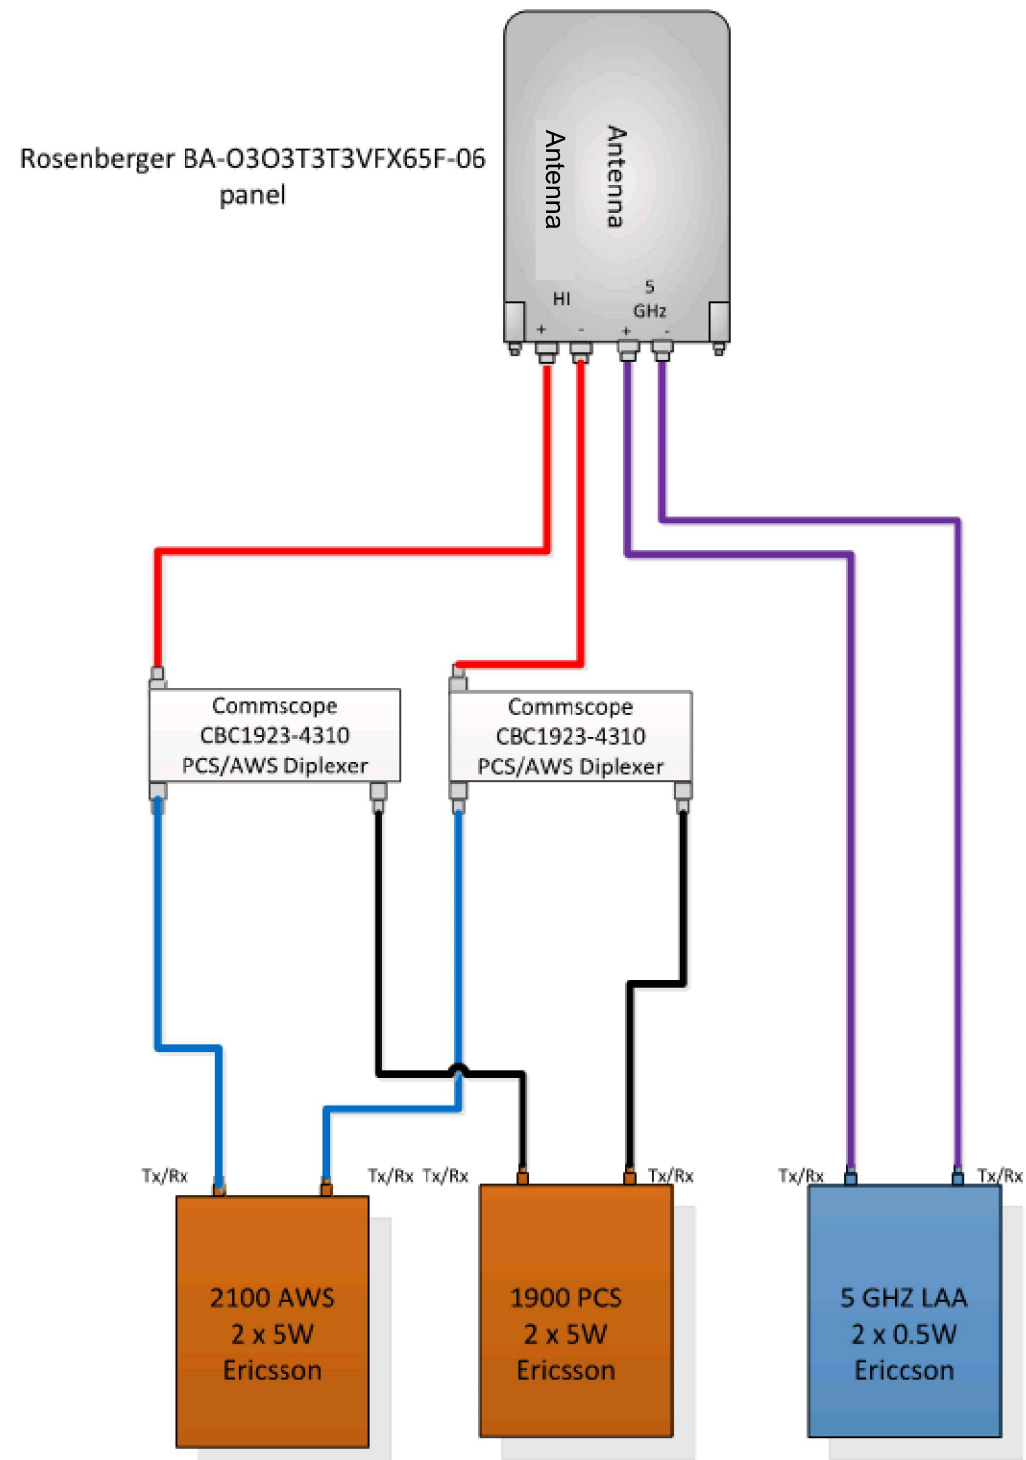 Rosenberger BA-O3O3T3T3VFX65F-06
panel
Antenna
Antenna
HI
5
GHz
+
-
+
-
Commscope
CBC1923-4310
PCS/AWS Diplexer
Commscope
CBC1923-4310
PCS/AWS Diplexer
Tx/Rx
Tx/Rx
Tx/Rx
Tx/Rx
Tx/Rx
Tx/Rx
2100 AWS
2 x 5W
Ericsson
1900 PCS
2 x 5W
Ericsson
5 GHZ LAA
2 x 0.5W
Ericcson